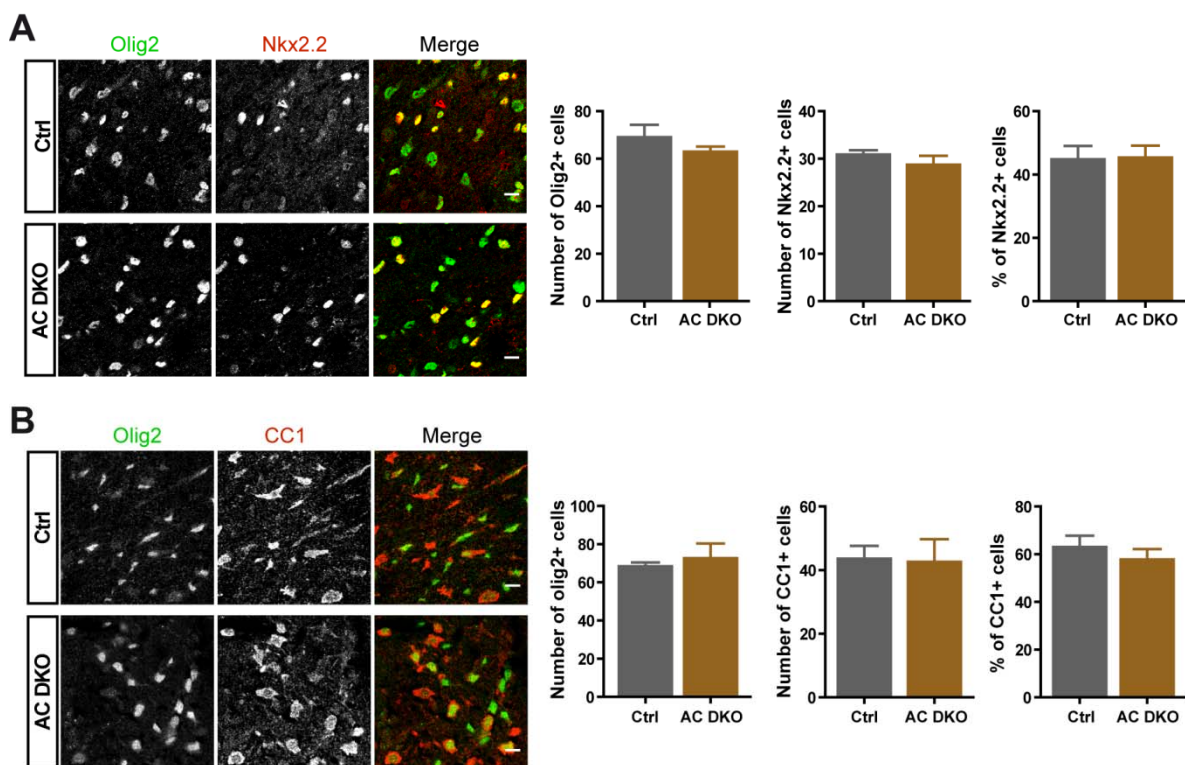 A
Olig2 Nkx2.2 Merge
Ctrl
AC DKO
Number of Olig2+ cells
80
60
40
20
0
Ctrl AC DKO
Number of Nkx2.2+ cells
40
30
20
10
0
Ctrl AC DKO
% of Nkx2.2+ cells
60
40
20
0
Ctrl AC DKO
B
Olig2 CC1 Merge
Ctrl
AC DKO
Number of olig2+ cells
100
80
60
40
20
0
Ctrl AC DKO
Number of CC1+ cells
60
40
20
0
Ctrl AC DKO
% of CC1+ cells
80
60
40
20
0
Ctrl AC DKO